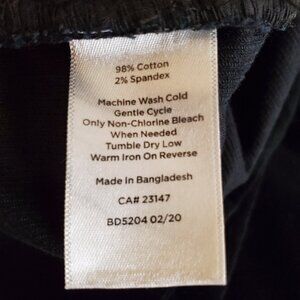 98% Cotton
2% Spandex
Machine Wash Cold
Gentle Cycle
Only Non-Chlorine Bleach
When Needed
Tumble Dry Low
Warm Iron On Reverse
Made in Bangladesh
CA# 23147
BD5204 02/20